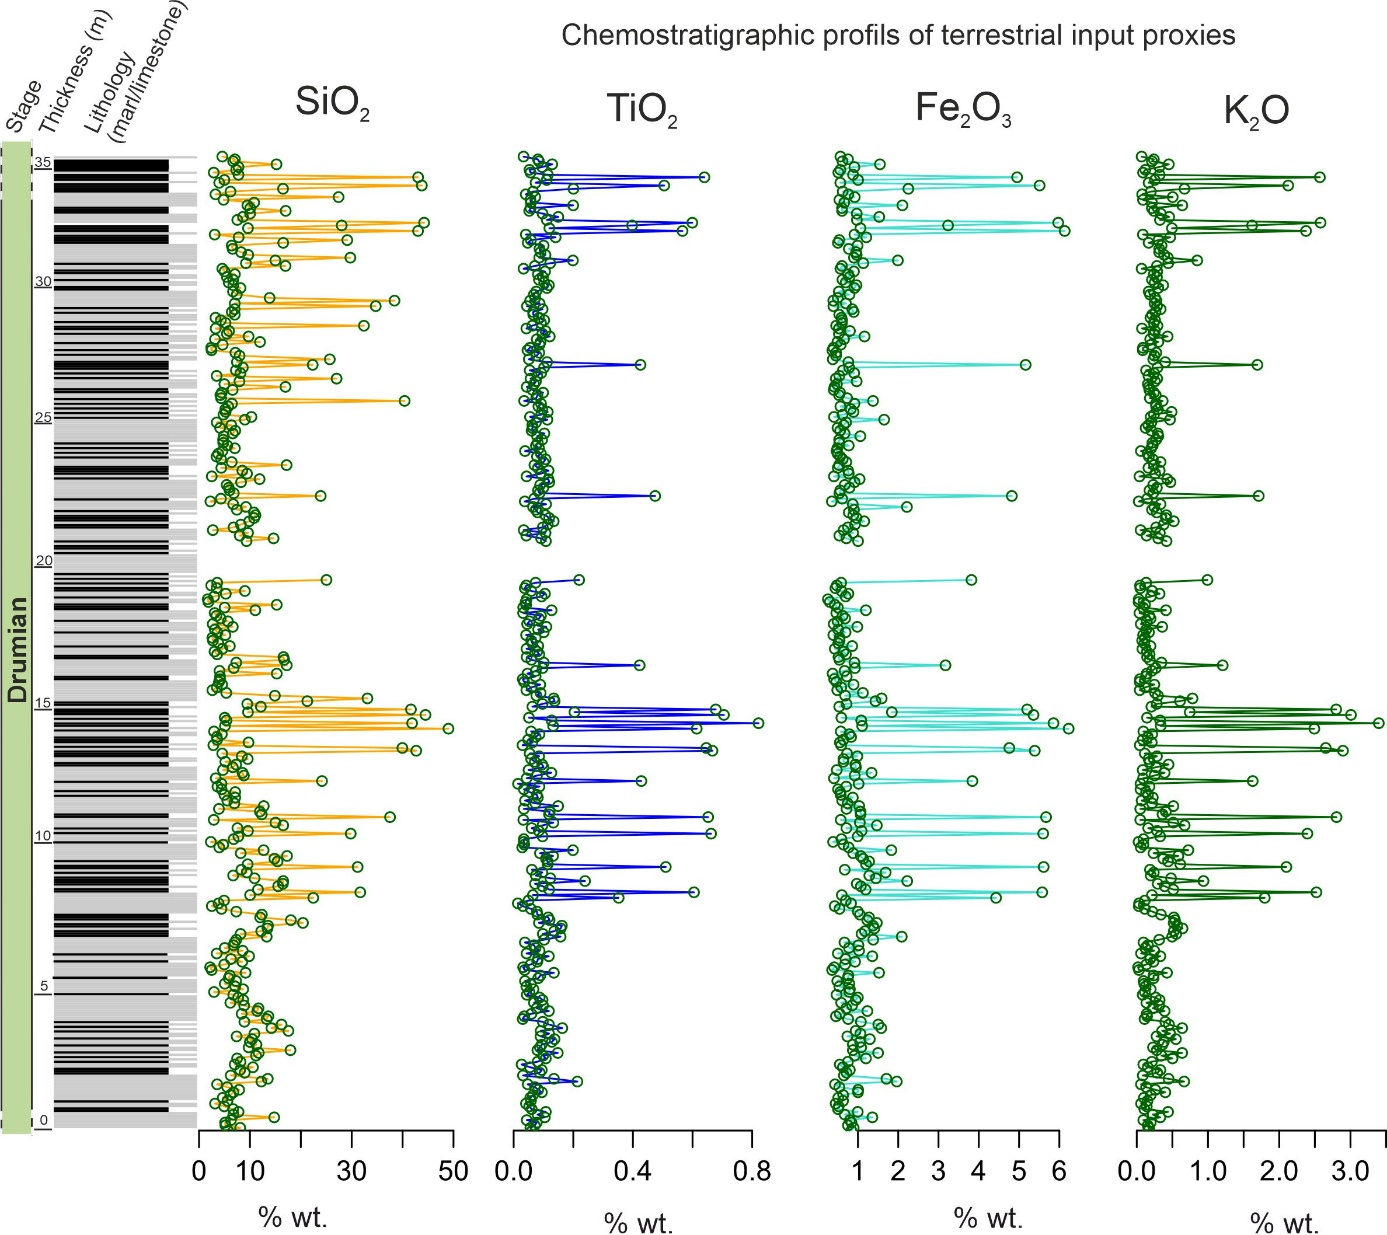 Chemostratigraphic profils of terrestrial input proxies
Stage
Thickness (m)
Lithology
(marl/limestone)
SiO₂
TiO₂
Fe₂O₃
K₂O
35
30
25
20
15
10
5
0
Drumian
0 10 30 50
0.0 0.4 0.8
1 2 3 4 5 6
0.0 1.0 2.0 3.0
% wt.
% wt.
% wt.
% wt.